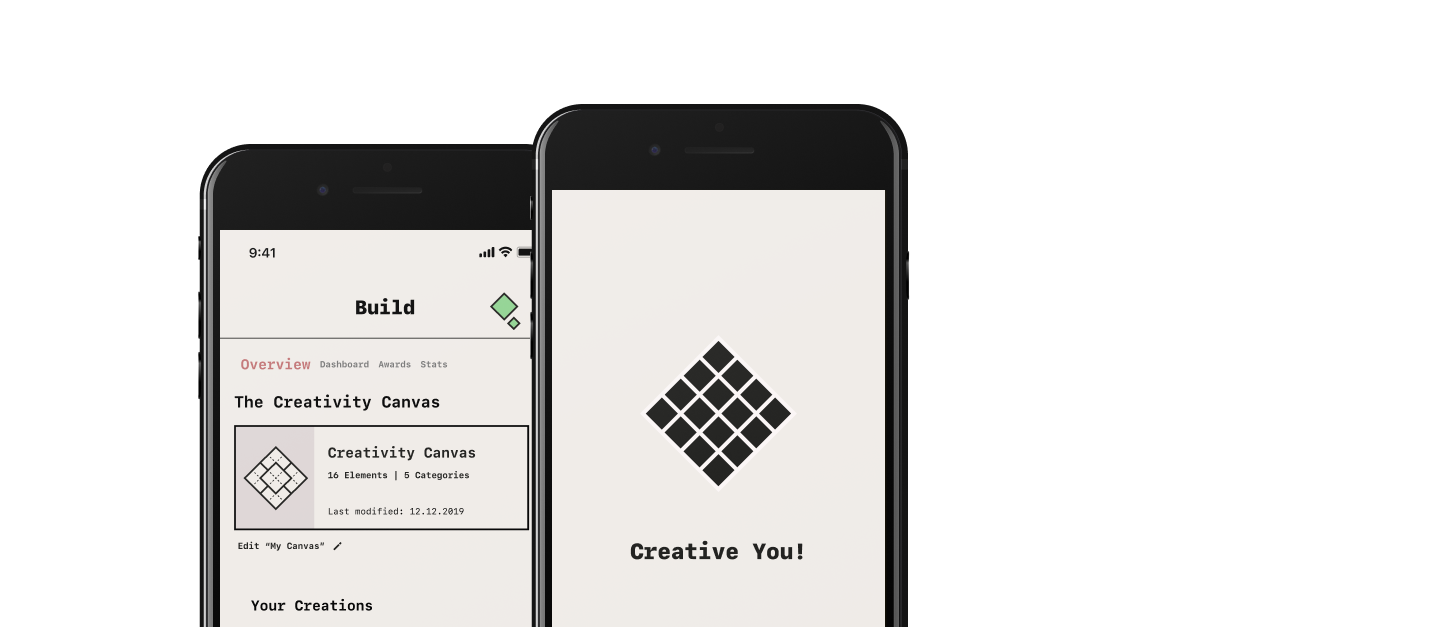 9:41
Build
Overview Dashboard Awards Stats
The Creativity Canvas
Creativity Canvas
16 Elements | 5 Categories
Last modified: 12.12.2019
Edit “My Canvas”
Your Creations
Creative You!